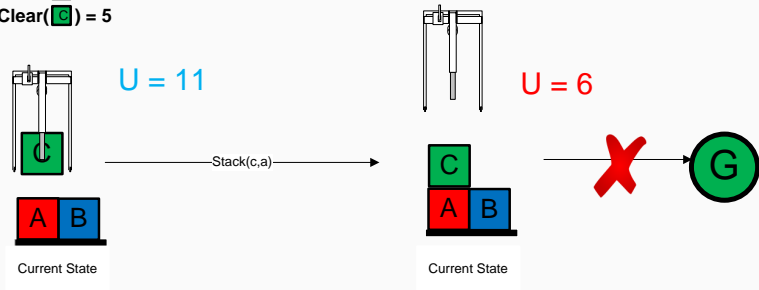 Clear( C ) = 5
U = 11
U = 6
C
Stack(c,a)
C
G
A B
A B
Current State
Current State